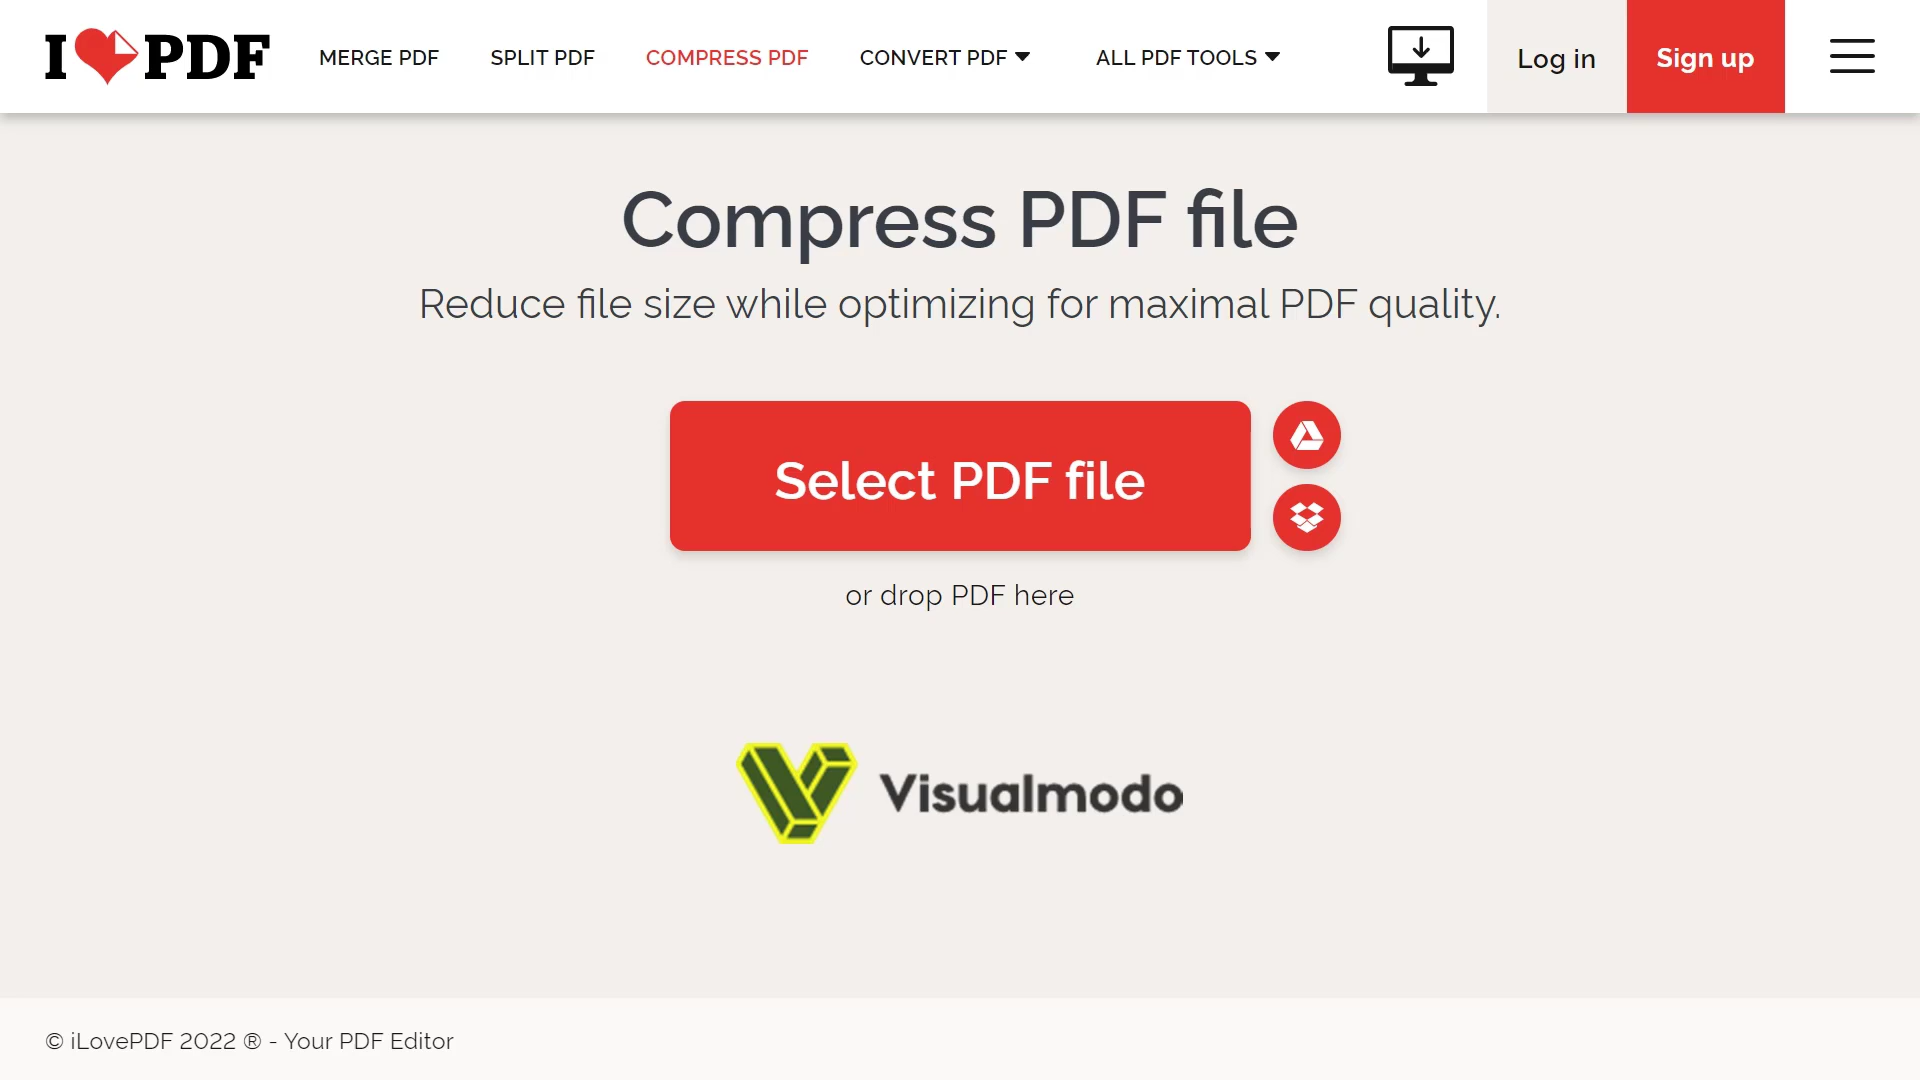 I PDF
MERGE PDF
SPLIT PDF
COMPRESS PDF
CONVERT PDF
ALL PDF TOOLS
Log in
Sign up
Compress PDF file
Reduce file size while optimizing for maximal PDF quality.
Select PDF file
or drop PDF here
Visualmodo
© iLovePDF 2022 ® - Your PDF Editor